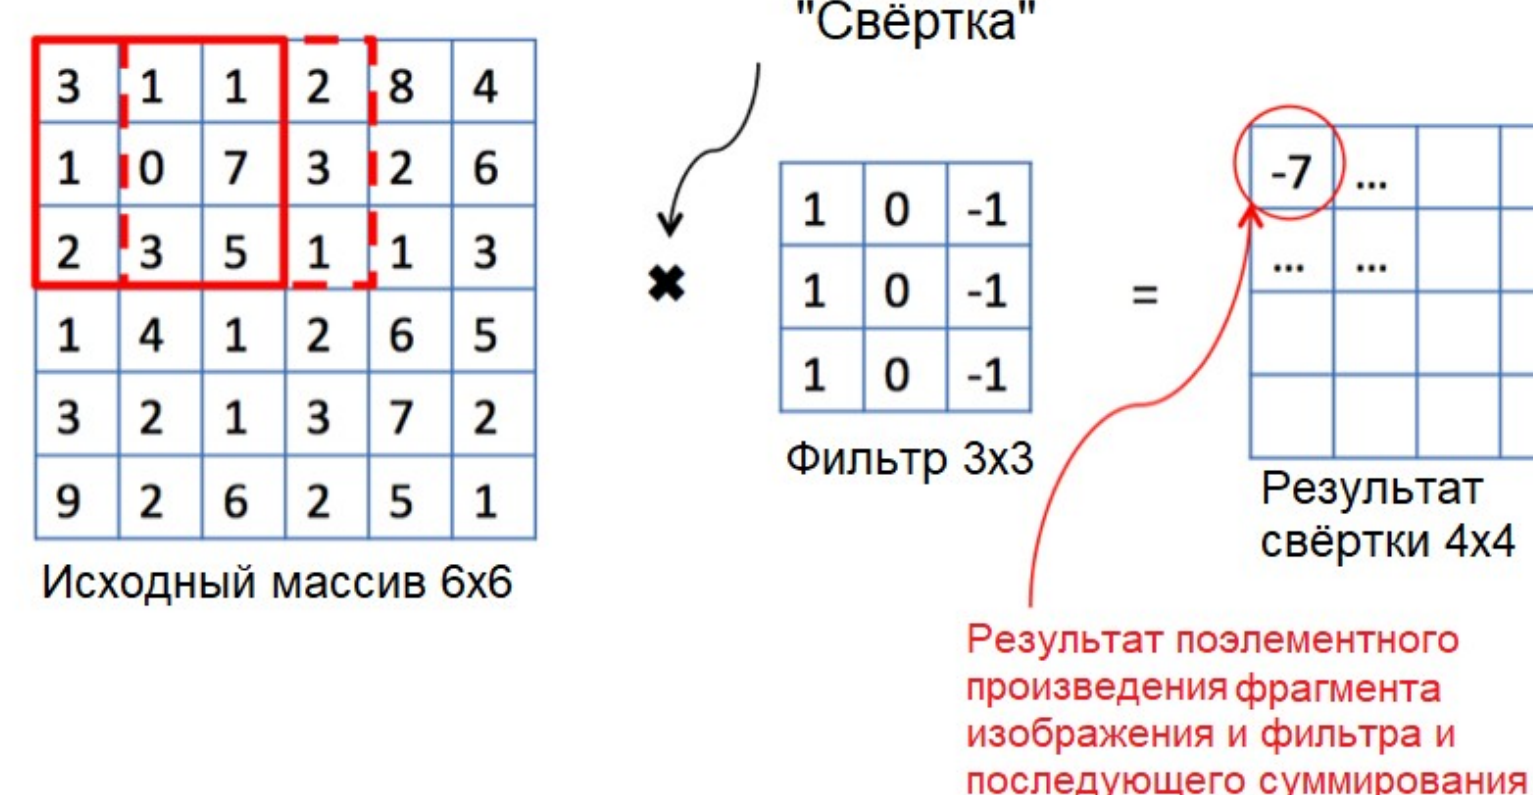 "Свёртка"
3 1 1 2 8 4
1 0 7 3 2 6
2 3 5 1 1 3
1 4 1 2 6 5
3 2 1 3 7 2
9 2 6 2 5 1
Исходный массив 6x6
1 0 -1
1 0 -1
1 0 -1
Фильтр 3x3
=
-7 ...
... ...
Результат
свёртки 4x4
Результат поэлементного
произведения фрагмента
изображения и фильтра и
последующего суммирования